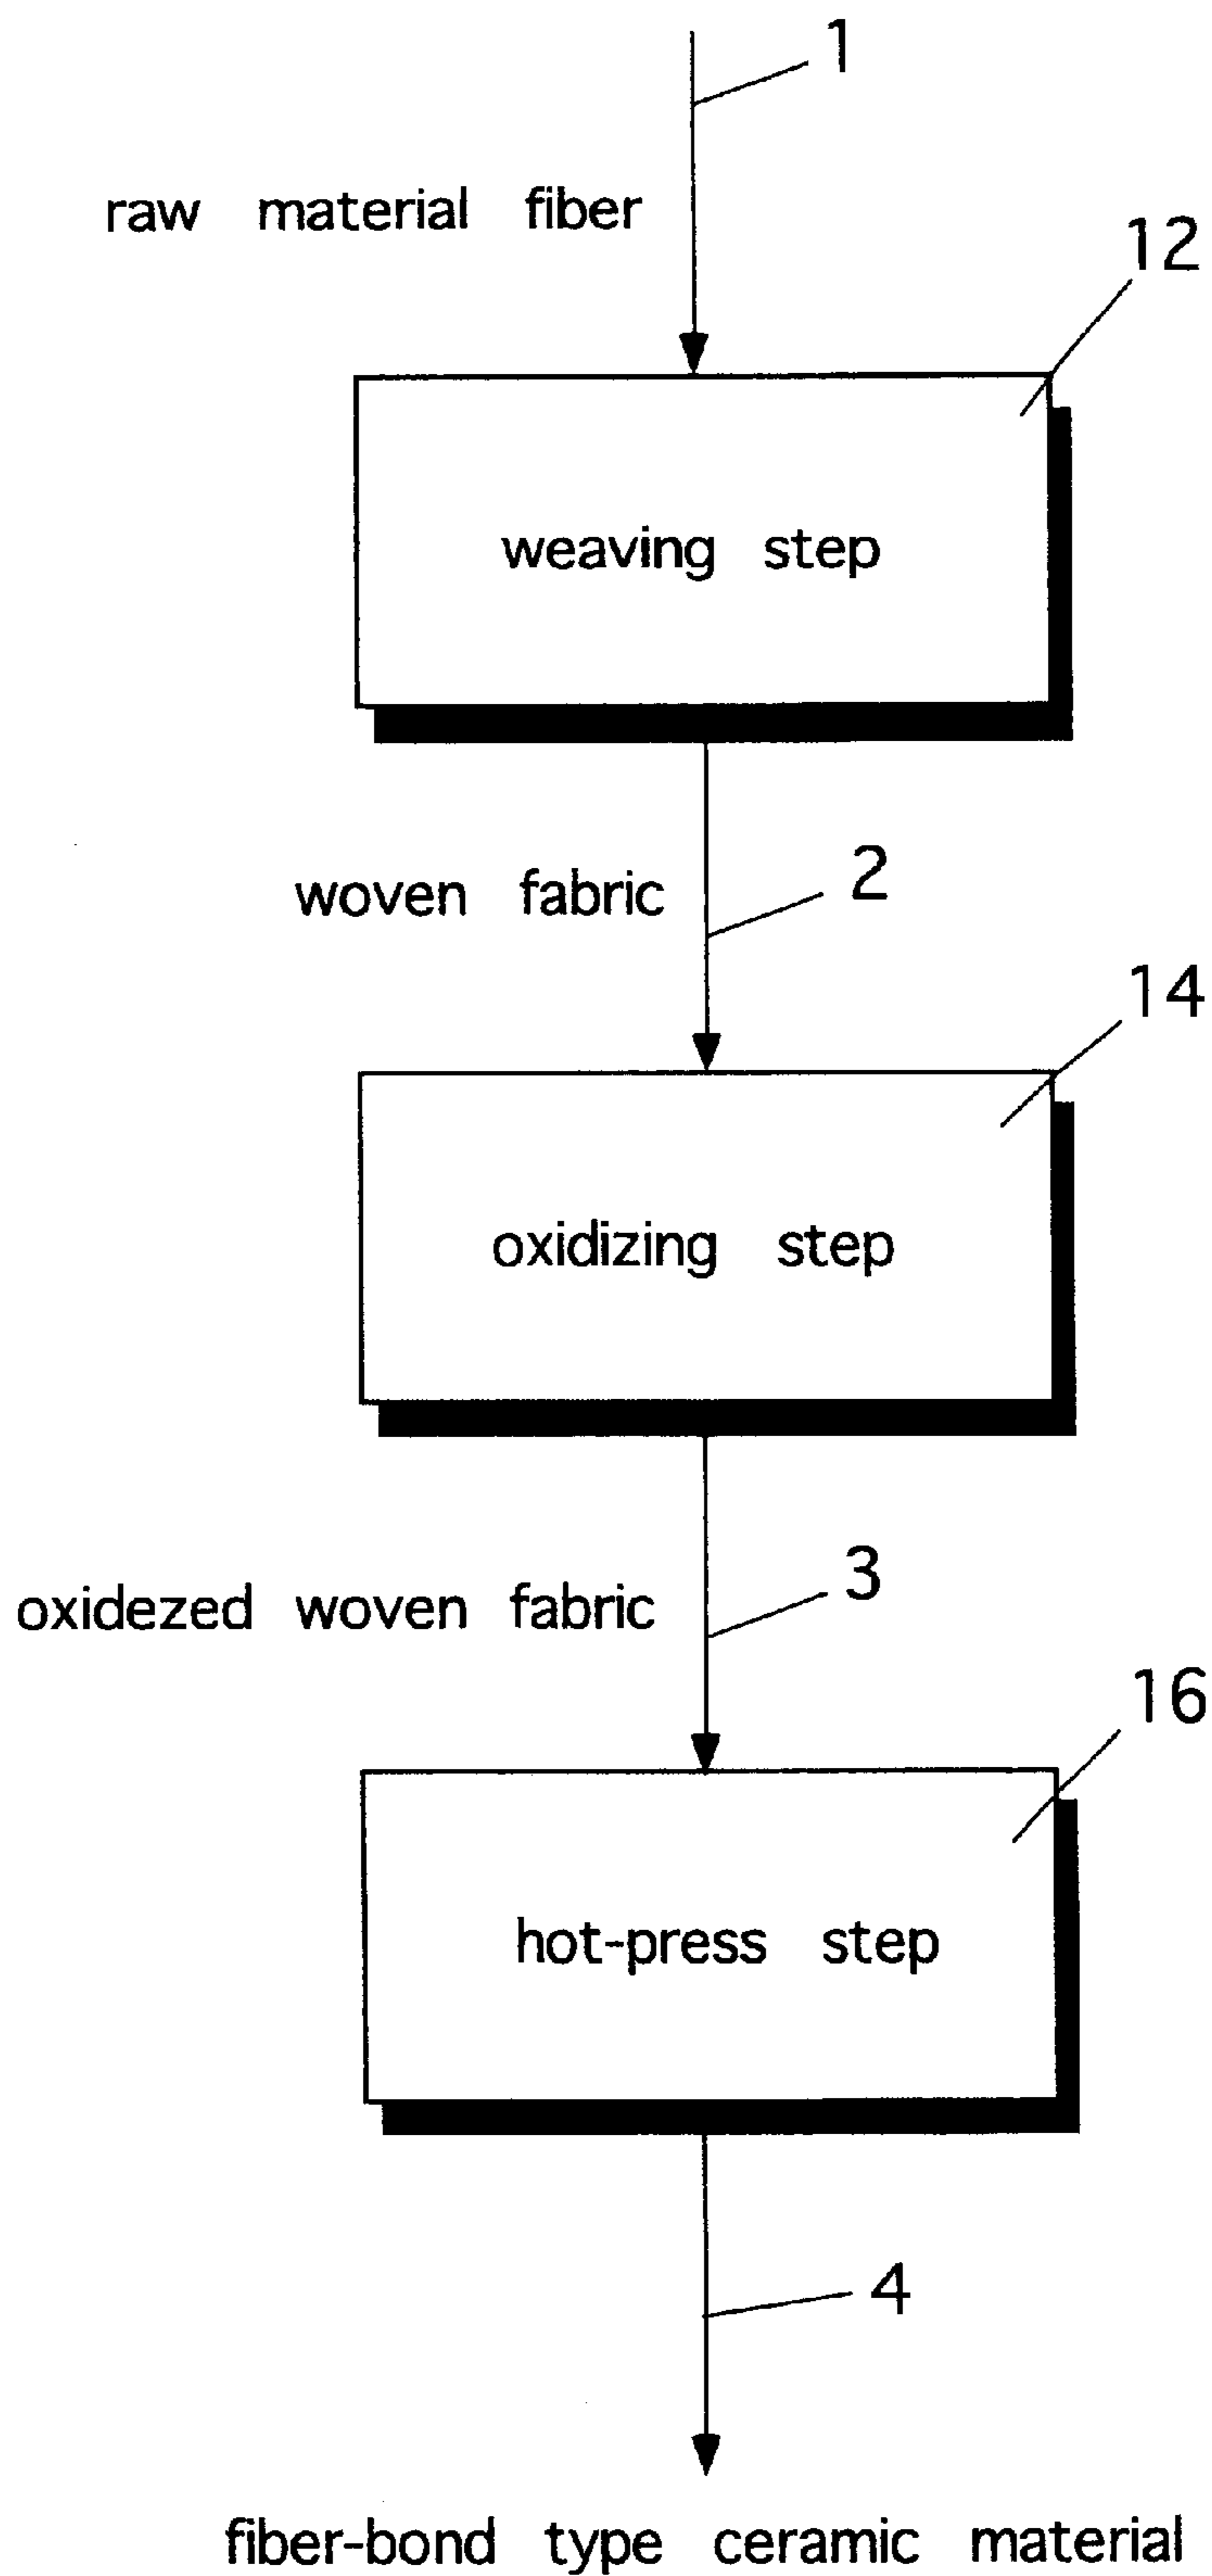 1
raw material fiber
12
weaving step
2
woven fabric
14
oxidizing step
3
oxidezed woven fabric
16
hot-press step
4
fiber-bond type ceramic material